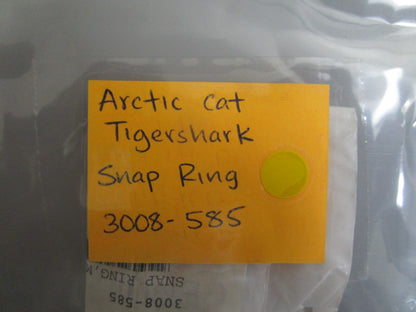 Arctic Cat
Tigershark
Snap Ring
3008-585
SNAP RING,
3008-585